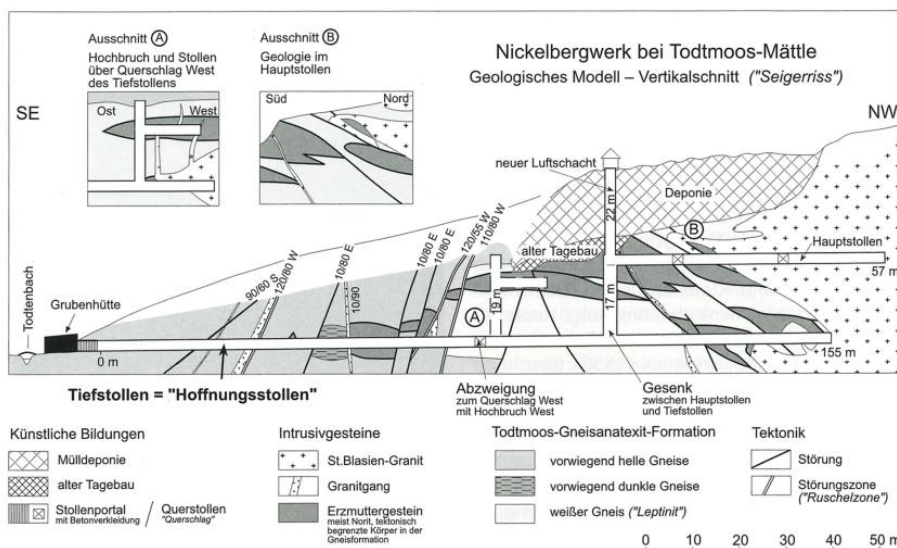 Ausschnitt A
Hochbruch und Stollen
über Querschlag West
des Tiefstollens
Ost
West
Ausschnitt B
Geologie im
Hauptstollen
Süd
Nord
Nickelbergwerk bei Todtmoos-Mättle
Geologisches Modell – Vertikalschnitt ("Seigerriss")
SE
NW
neuer Luftschacht
22 m
Deponie
B
alter Tagebau
Hauptstollen
57 m
90/60 S
120/80 W
10/80 E
10/90
10/80 E
10/80 E
120/55 W
110/80 W
19 m
17 m
A
Todtenbach
Grubenhütte
0 m
155 m
Tiefstollen = "Hoffnungsstollen"
Abzweigung
zum Querschlag West
mit Hochbruch West
Gesenk
zwischen Hauptstollen
und Tiefstollen
Künstliche Bildungen
Mülldeponie
alter Tagebau
Stollenportal
mit Betonverkleidung
Querstollen
"Querschlag"
Intrusivgesteine
St.Blasien-Granit
Granitgang
Erzmuttergestein
meist Norit, tektonisch
begrenzte Körper in der
Gneisformation
Todtmoos-Gneisanatexit-Formation
vorwiegend helle Gneise
vorwiegend dunkle Gneise
weißer Gneis ("Leptinit")
Tektonik
Störung
Störungszone
("Ruschelzone")
0 10 20 30 40 50 m